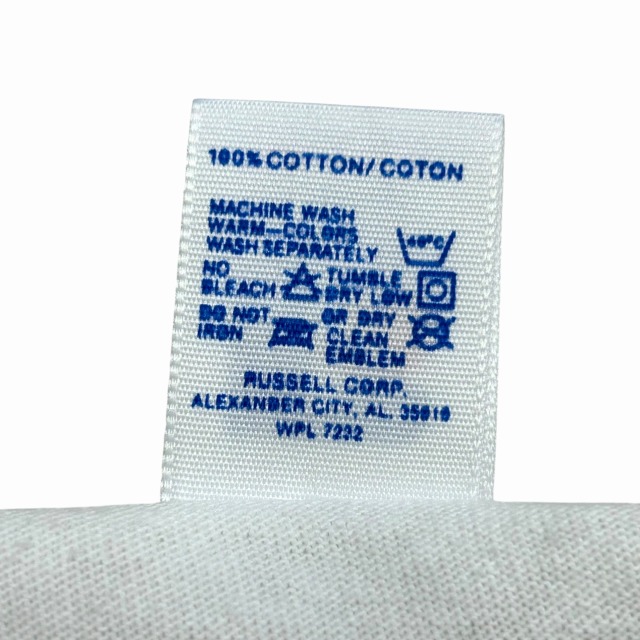 100% COTTON/COTON
MACHINE WASH
WARM—COLORS
WASH SEPARATELY
40°C
NO
BLEACH
TUMBLE
DRY LOW
DO NOT
IRON
OR DRY
CLEAN
EMBLEM
RUSSELL CORP.
ALEXANDER CITY, AL. 35010
WPL 7232